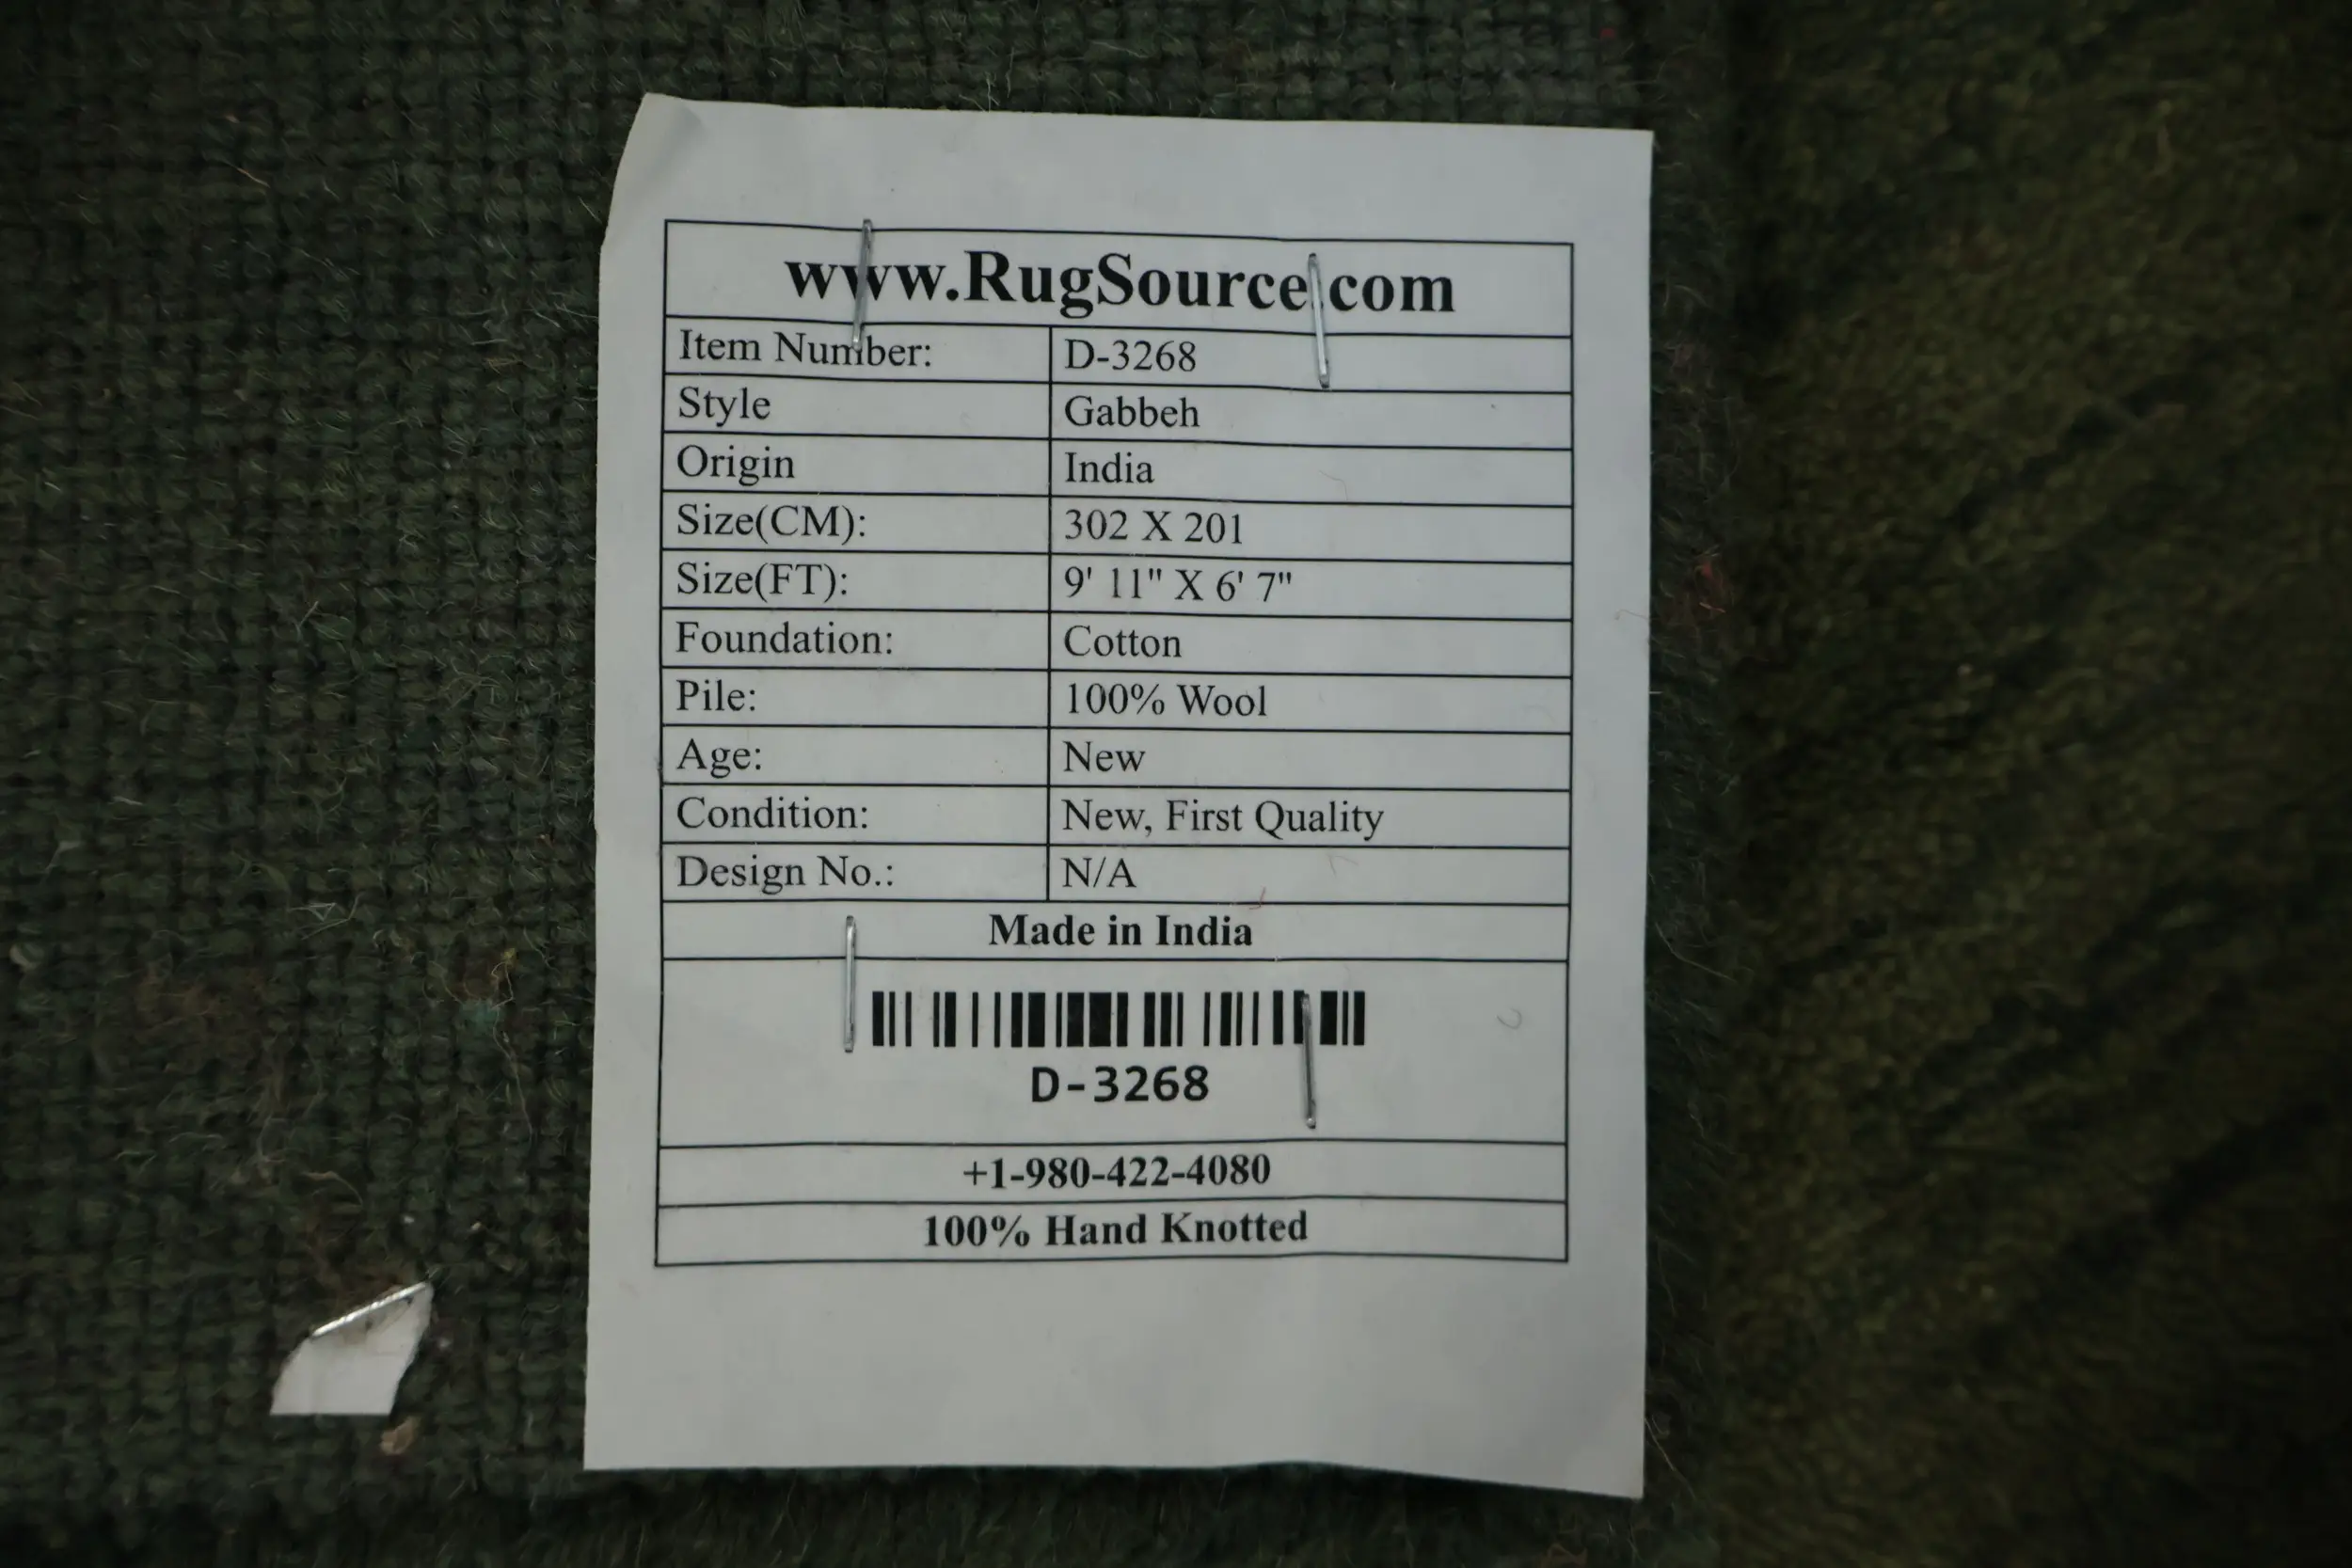 www.RugSource.com
Item Number: D-3268
Style Gabbeh
Origin India
Size(CM): 302 X 201
Size(FT): 9' 11" X 6' 7"
Foundation: Cotton
Pile: 100% Wool
Age: New
Condition: New, First Quality
Design No.: N/A
Made in India
D-3268
+1-980-422-4080
100% Hand Knotted